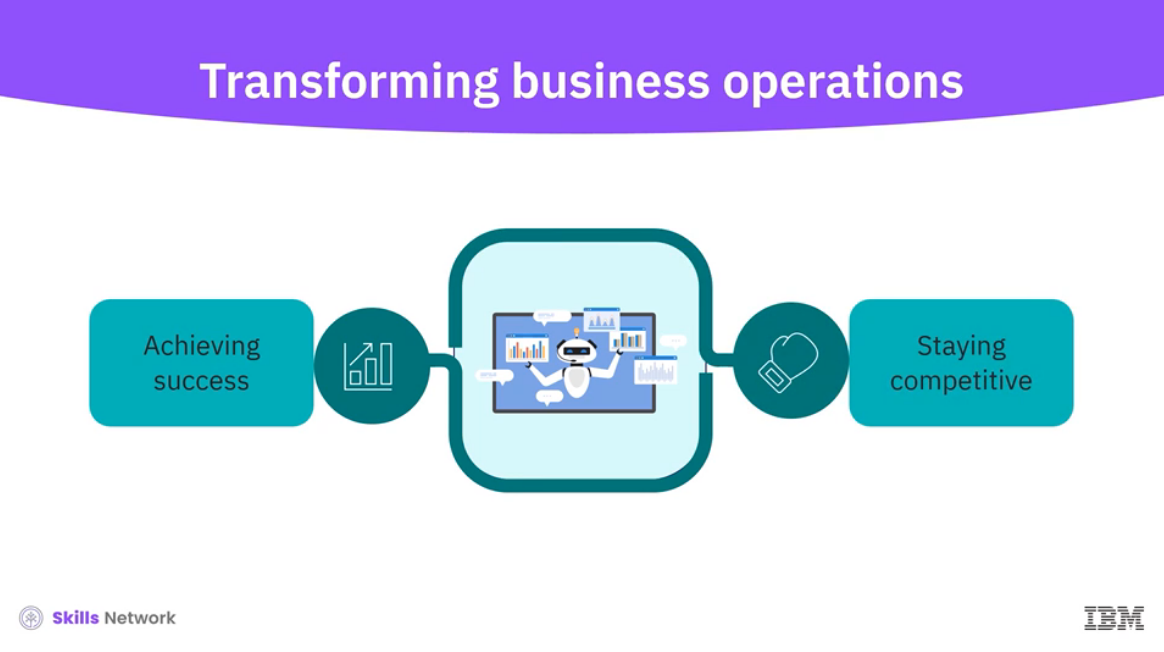 Transforming business operations
Achieving
success
Staying
competitive
Skills Network
IBM